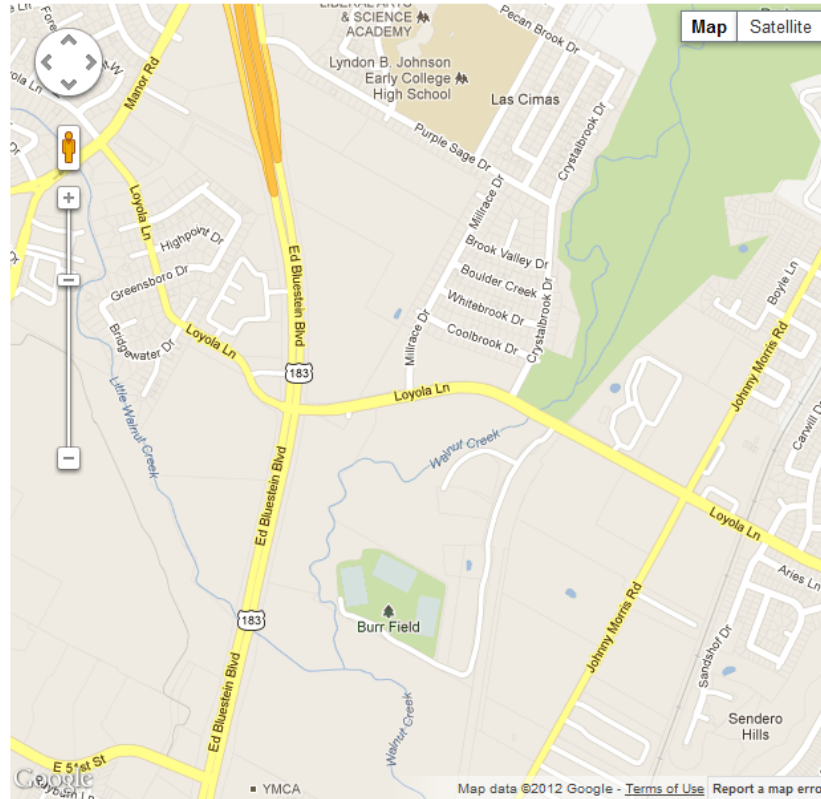 LIBERAL ARTS
& SCIENCE
ACADEMY
Pecan Brook Dr
Map
Satellite
Lyndon B. Johnson
Early College
High School
Las Cimas
Manor Rd
Purple Sage Dr
Crystalbrook Dr
Loyola Ln
Millrace Dr
Highpoint Dr
Ed Bluestein Blvd
Brook Valley Dr
Greensboro Dr
Boulder Creek
Boyle Ln
Whitebrook Dr
Bridgewater Dr
Loyola Ln
Millrace Dr
Coolbrook Dr
Crystalbrook Dr
Johnny Morris Rd
183
Loyola Ln
Little Walnut
Creek
Walnut Creek
Carwill Dr
Ed Bluestein Blvd
Loyola Ln
Aries Ln
183
Burr Field
Johnny Morris Rd
Sandshof Dr
Ed Bluestein Blvd
Walnut Creek
Sendero
Hills
E 51st St
Google
Rayburn Ln
YMCA
Map data ©2012 Google - Terms of Use
Report a map erro